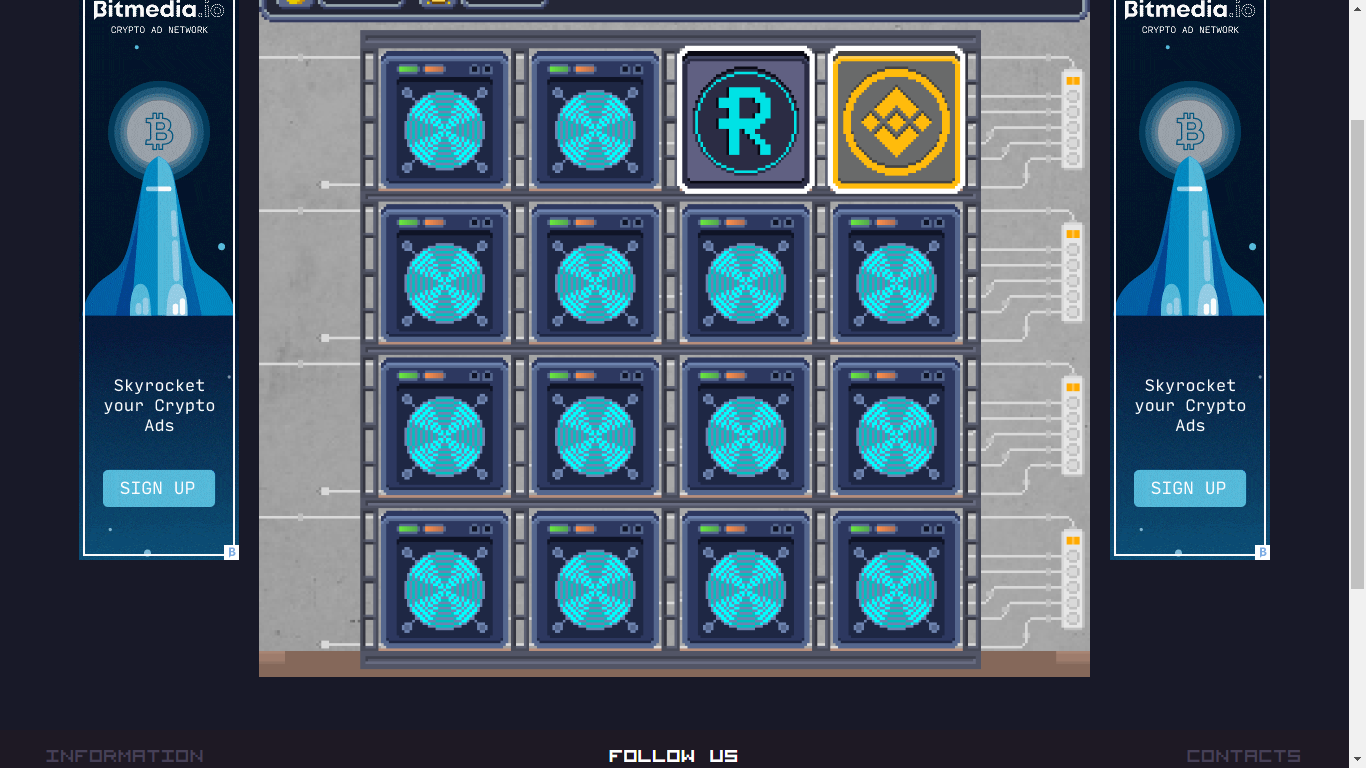 Bitmedia.io
CRYPTO AD NETWORK
Skyrocket
your Crypto
Ads
SIGN UP
B
Bitmedia.io
CRYPTO AD NETWORK
Skyrocket
your Crypto
Ads
SIGN UP
B
INFORMATION
FOLLOW US
CONTACTS